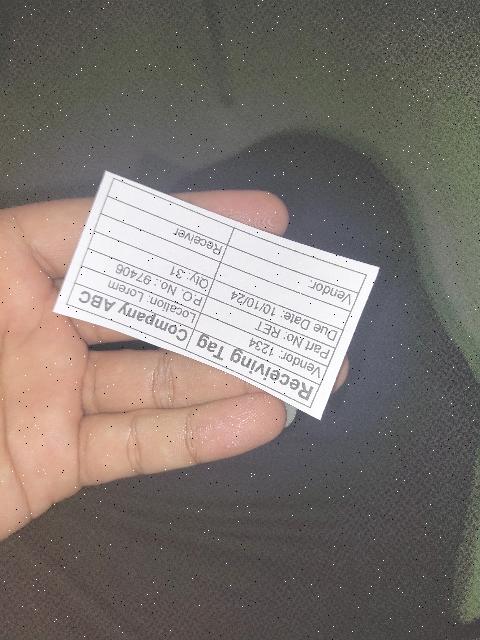 Receiving Tag Company ABC
Vendor: 1234 Location: Lorem
Part No: RET P.O. No.: 97406
Due Date: 10/10/24 Qty: 31
Vendor: Receiver